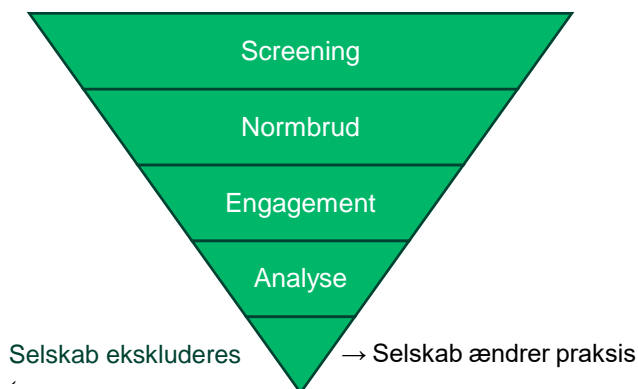 Screening
Normbrud
Engagement
Analyse
Selskab ekskluderes
→ Selskab ændrer praksis